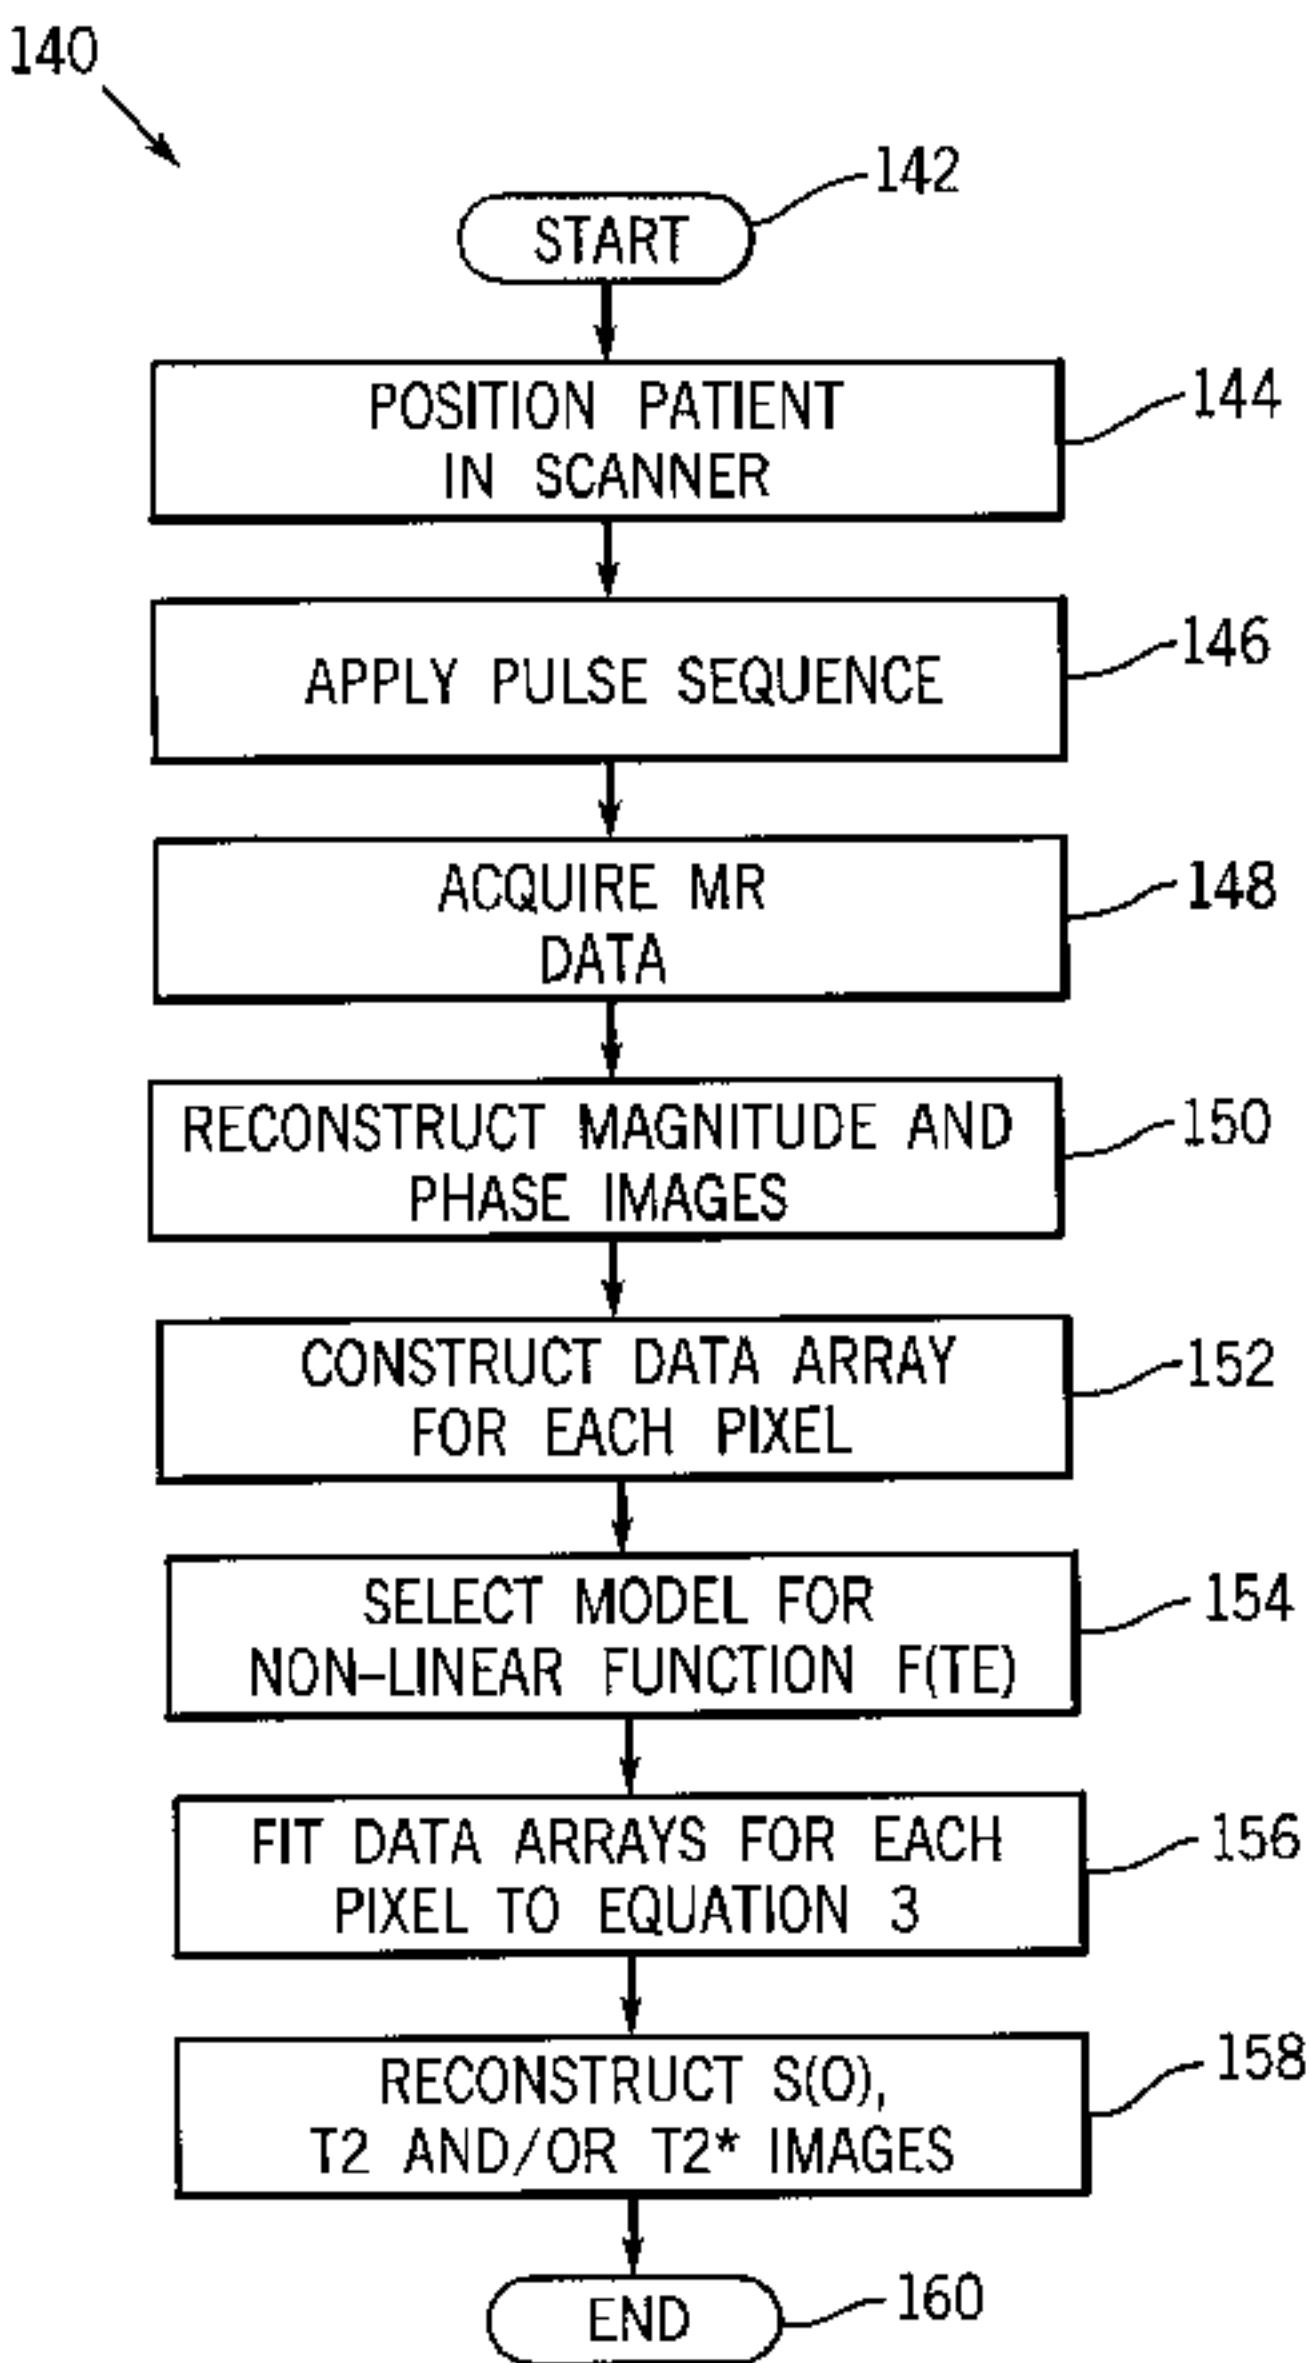 140
START
142
POSITION PATIENT
IN SCANNER
144
APPLY PULSE SEQUENCE
146
ACQUIRE MR
DATA
148
RECONSTRUCT MAGNITUDE AND
PHASE IMAGES
150
CONSTRUCT DATA ARRAY
FOR EACH PIXEL
152
SELECT MODEL FOR
NON-LINEAR FUNCTION F(TE)
154
FIT DATA ARRAYS FOR EACH
PIXEL TO EQUATION 3
156
RECONSTRUCT S(O),
T2 AND/OR T2* IMAGES
158
END
160